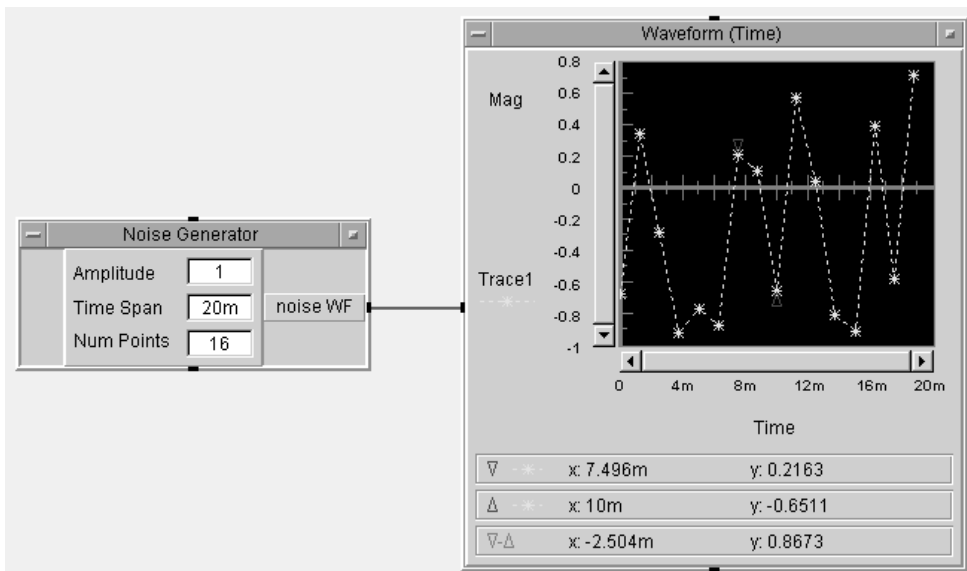 Waveform (Time)
Mag
0.8
0.6
0.4
0.2
0
-0.2
-0.4
-0.6
-0.8
-1
Trace1
0 4m 8m 12m 16m 20m
Time
x: 7.496m y: 0.2163
x: 10m y: -0.6511
x: -2.504m y: 0.8673
Noise Generator
Amplitude 1
Time Span 20m
Num Points 16
noise WF